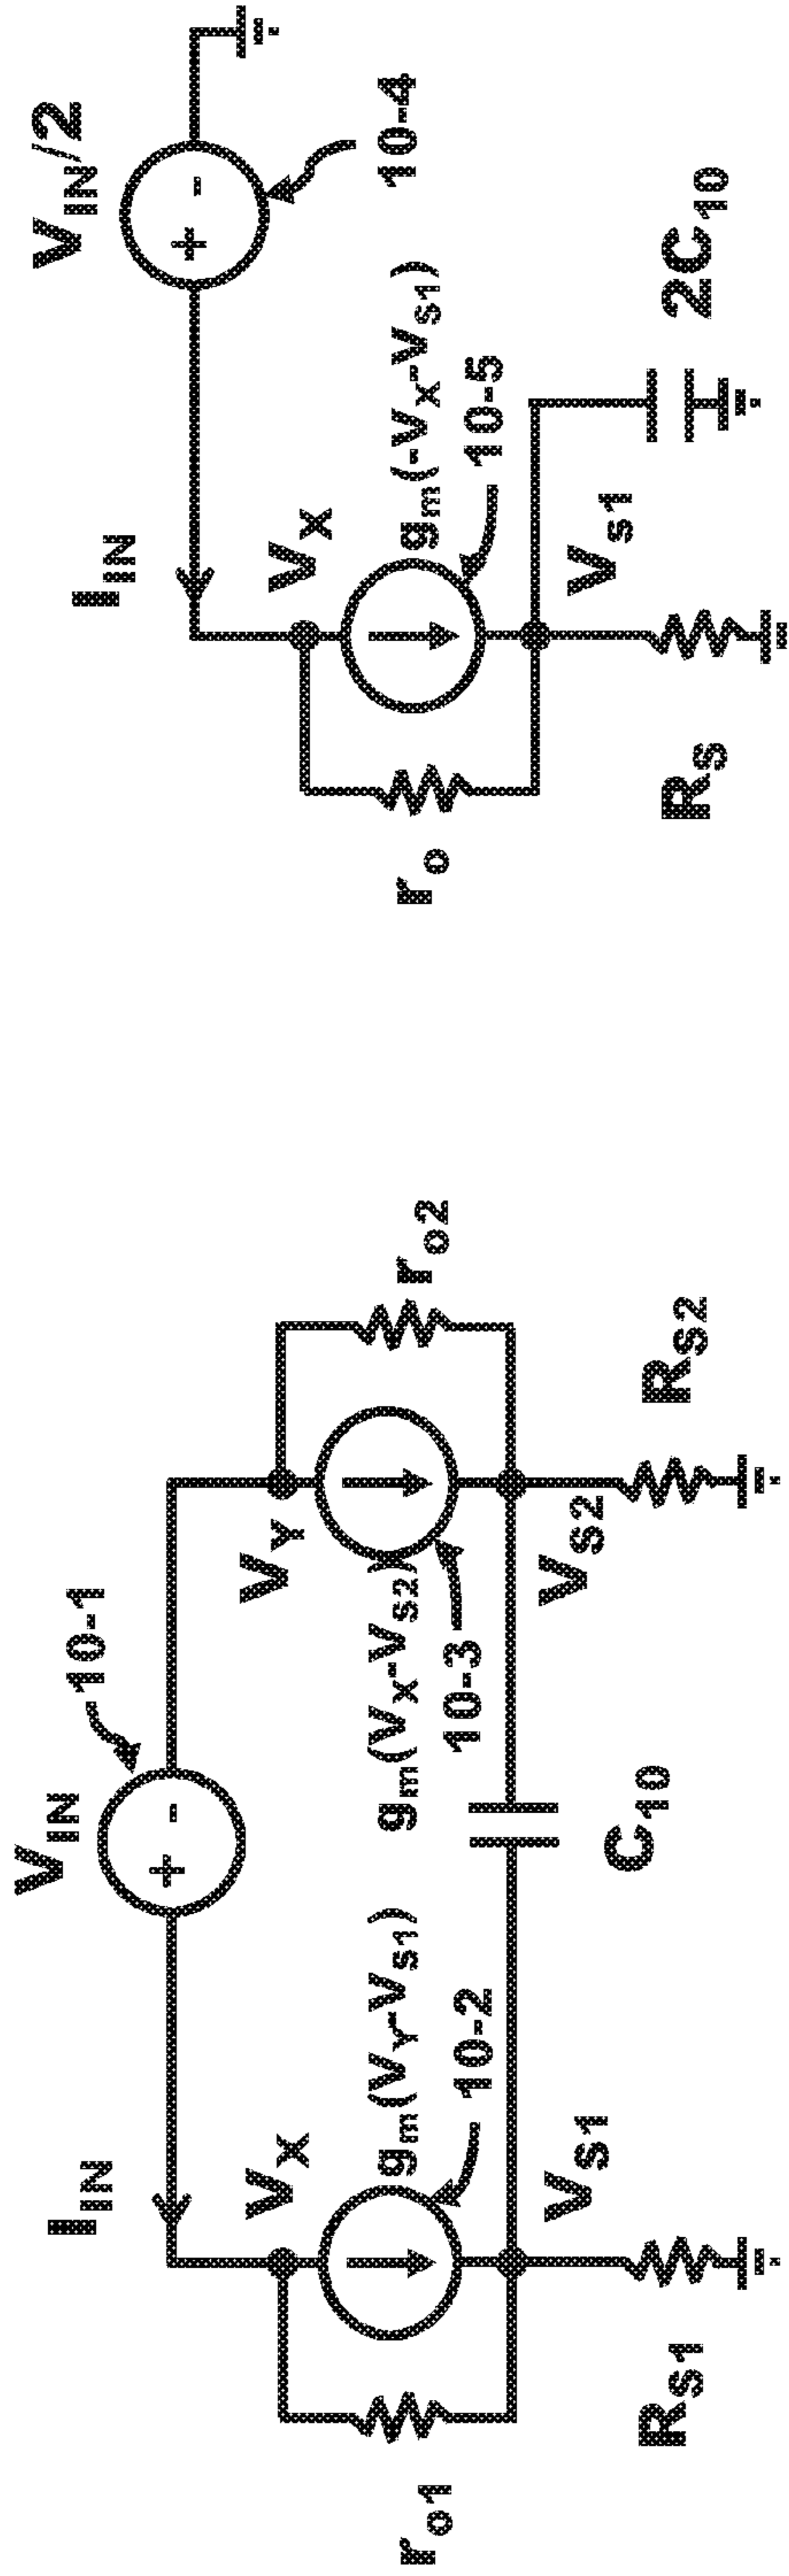 V_IN
10-1
I_IN
V_X
V_Y
g_m(V_Y-V_S1)
g_m(V_X-V_S2)
r_o1
10-2
10-3
r_o2
V_S1
V_S2
R_S1
C_10
R_S2
V_IN/2
I_IN
10-4
V_X
g_m(-V_X-V_S1)
r_o
10-5
V_s1
R_S
2C_10